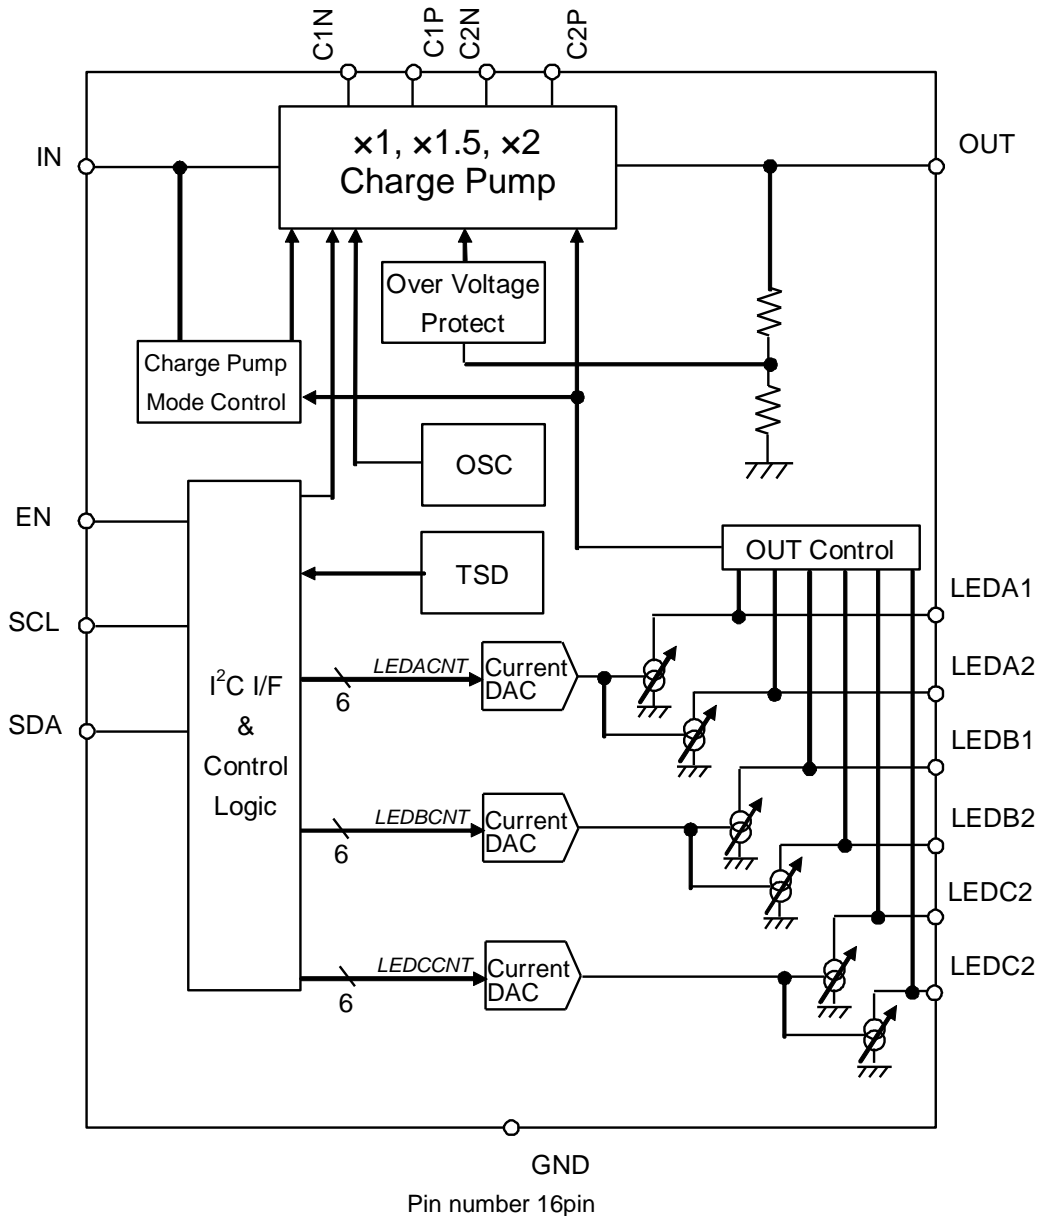 C1N
C1P
C2N
C2P
IN
×1, ×1.5, ×2
Charge Pump
OUT
Over Voltage
Protect
Charge Pump
Mode Control
OSC
EN
OUT Control
TSD
LEDA1
SCL
LEDACNT
6
Current
DAC
LEDA2
I²C I/F
&
Control
Logic
SDA
LEDB1
LEDBCNT
6
Current
DAC
LEDB2
LEDC2
LEDCCNT
6
Current
DAC
LEDC2
GND
Pin number 16pin